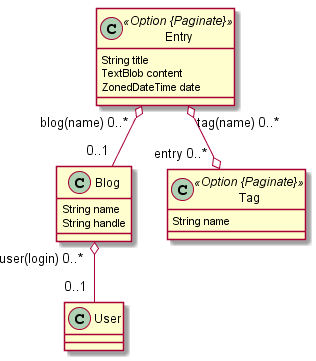 C «Option {Paginate}»
Entry
String title
TextBlob content
ZonedDateTime date
blog(name) 0..*
tag(name) 0..*
0..1
entry 0..*
C Blog
String name
String handle
C «Option {Paginate}»
Tag
String name
user(login) 0..*
0..1
C User